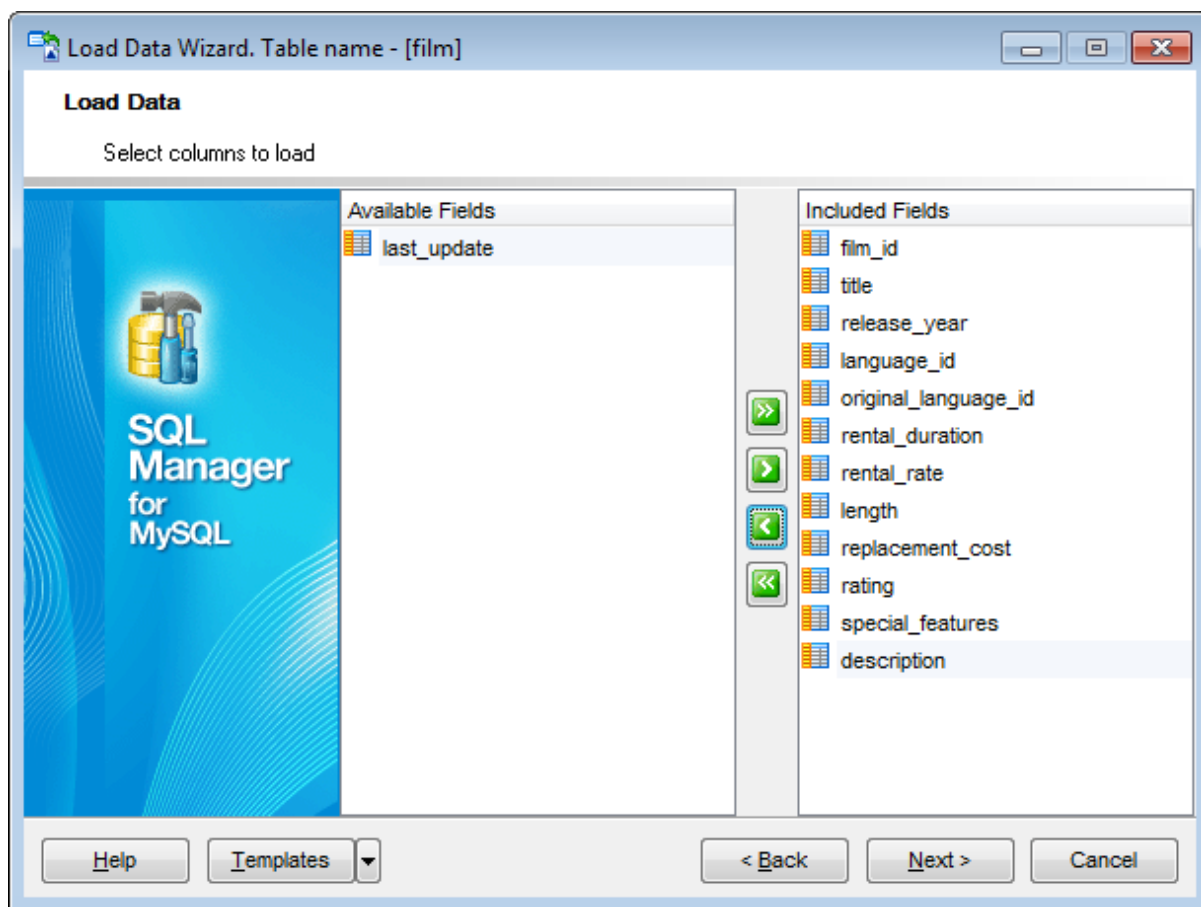 Load Data Wizard. Table name - [film]
Load Data
Select columns to load
SQL
Manager
for
MySQL
Available Fields
last_update
Included Fields
film_id
title
release_year
language_id
original_language_id
rental_duration
rental_rate
length
replacement_cost
rating
special_features
description
Help
Templates
< Back
Next >
Cancel